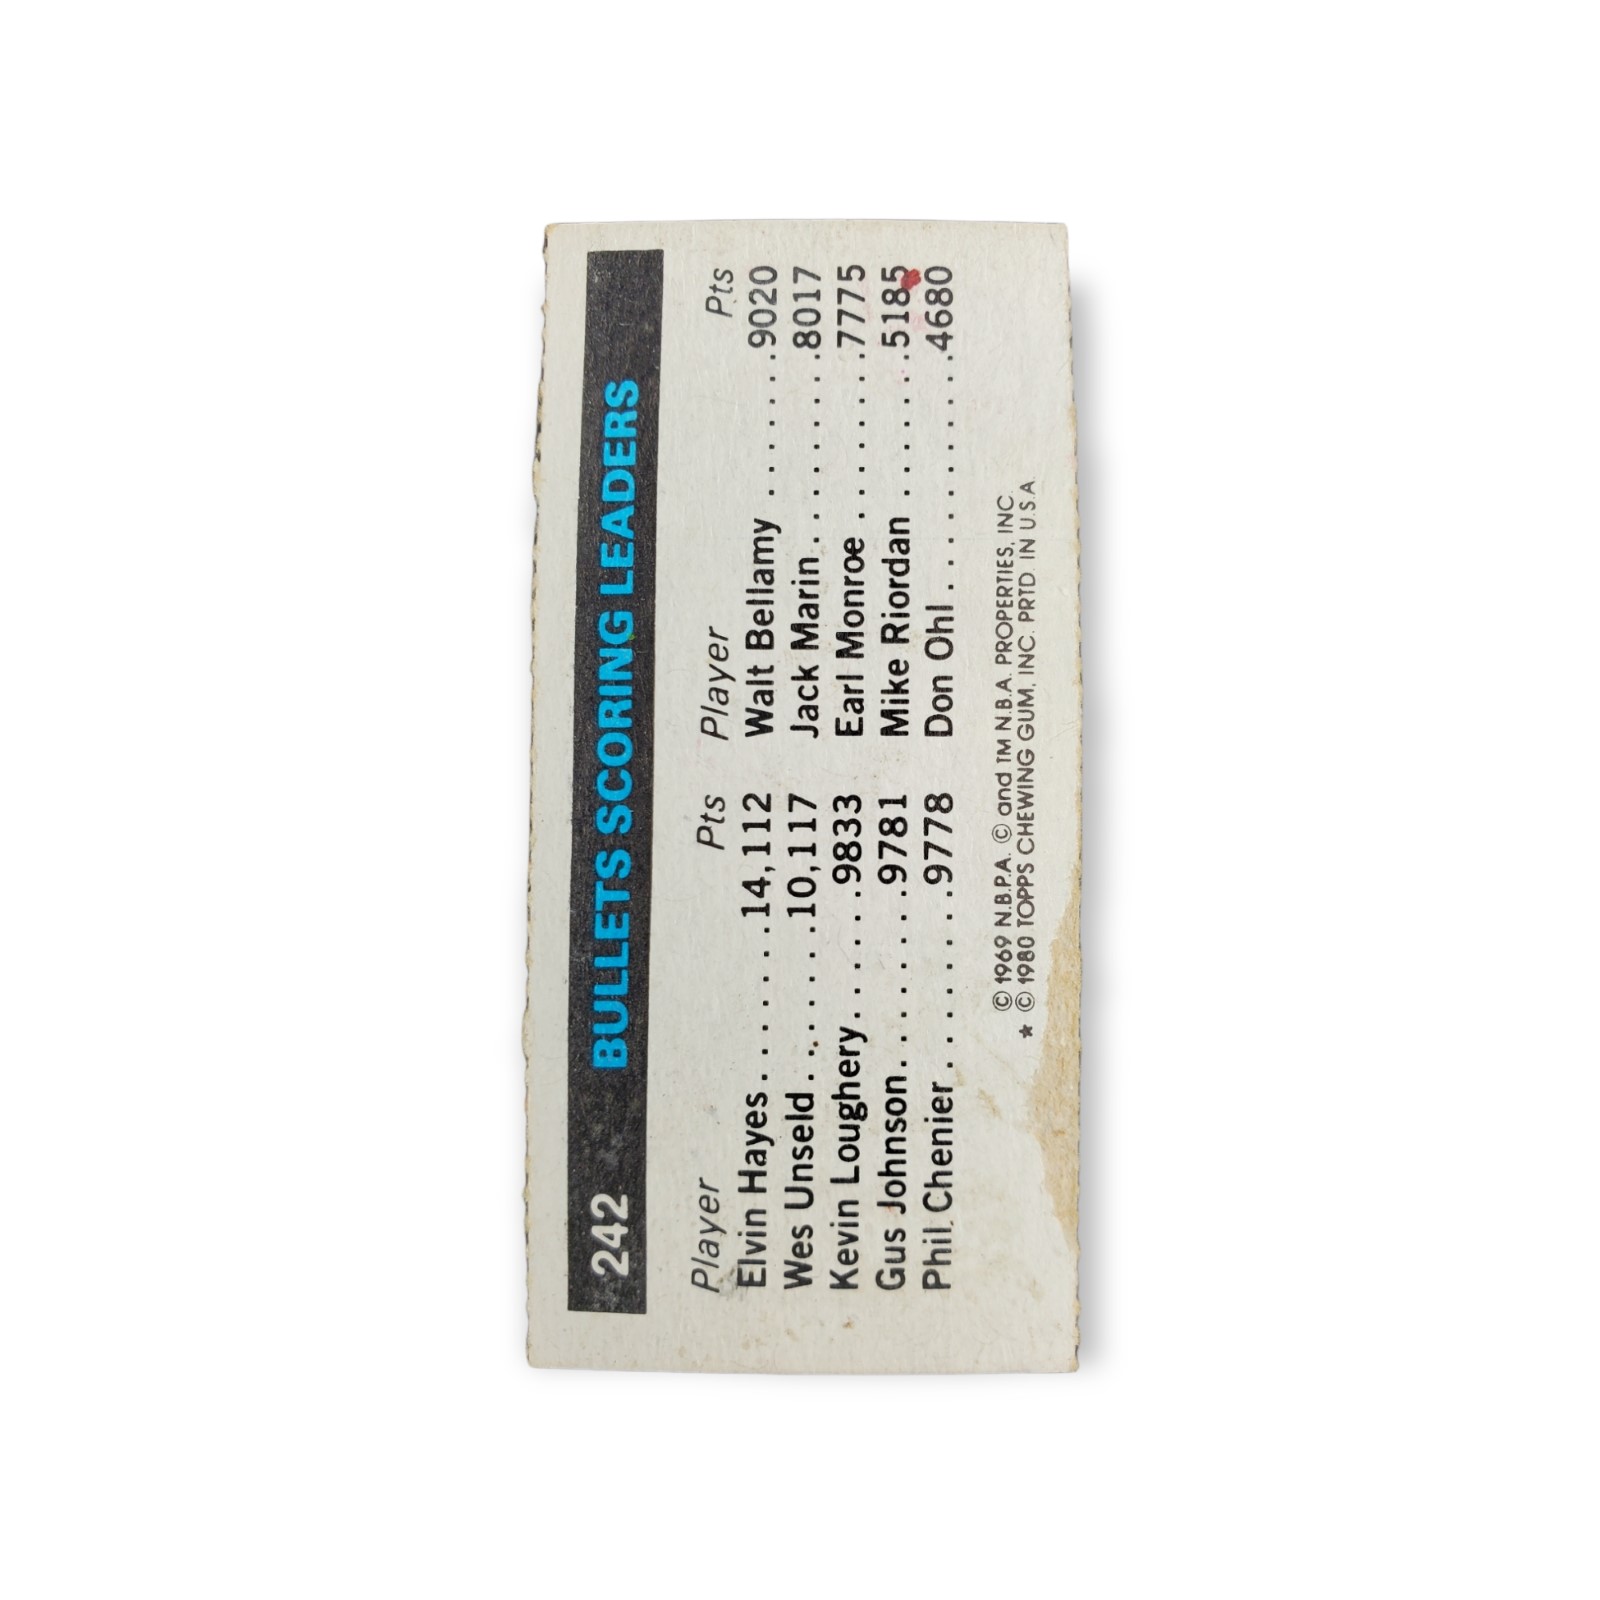 242 BULLETS SCORING LEADERS
Player Pts Player Pts
Elvin Hayes.......14,112 Walt Bellamy.......9020
Wes Unseld.......10,117 Jack Marin.........8017
Kevin Loughery......9833 Earl Monroe........7775
Gus Johnson........9781 Mike Riordan......5185
Phil Chenier.........9778 Don Ohl...........4680
© 1969 N.B.P.A. © and TM N.B.A. PROPERTIES, INC.
* © 1980 TOPPS CHEWING GUM, INC. PRTD. IN U.S.A.